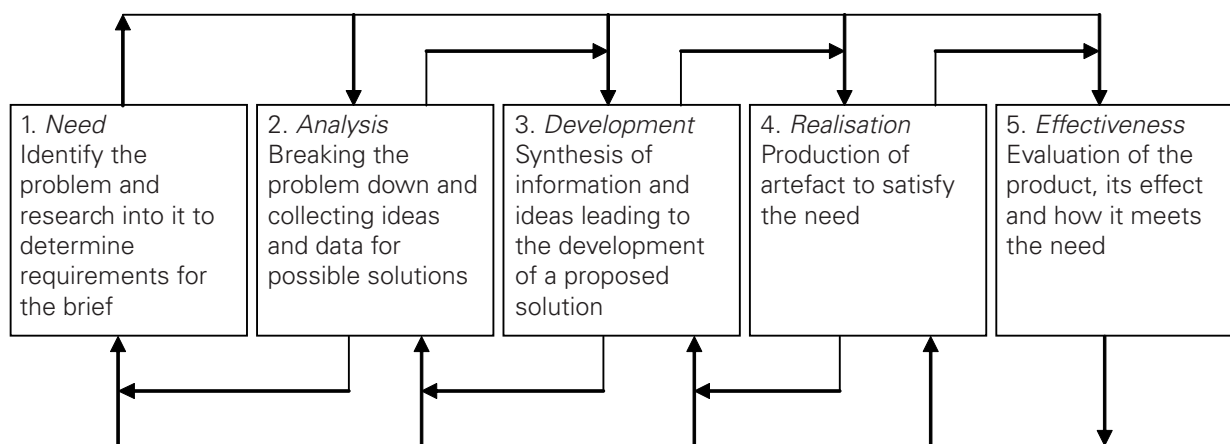 1. Need
Identify the
problem and
research into it to
determine
requirements for
the brief
2. Analysis
Breaking the
problem down and
collecting ideas
and data for
possible solutions
3. Development
Synthesis of
information and
ideas leading to
the development
of a proposed
solution
4. Realisation
Production of
artefact to satisfy
the need
5. Effectiveness
Evaluation of the
product, its effect
and how it meets
the need